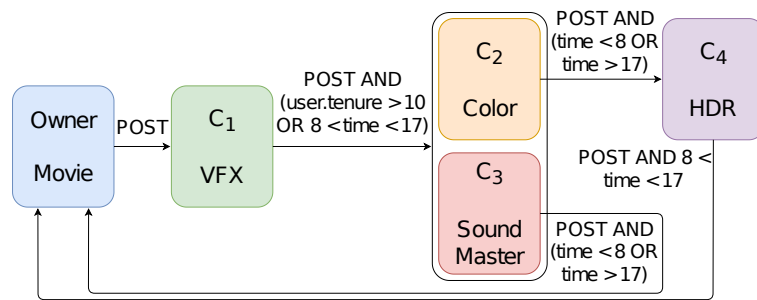 Owner
Movie
POST
C1
VFX
POST AND
(user.tenure >10
OR 8 <time <17)
C2
Color
C3
Sound
Master
POST AND
(time <8 OR
time >17)
C4
HDR
POST AND 8 <
time <17
POST AND
(time <8 OR
time >17)